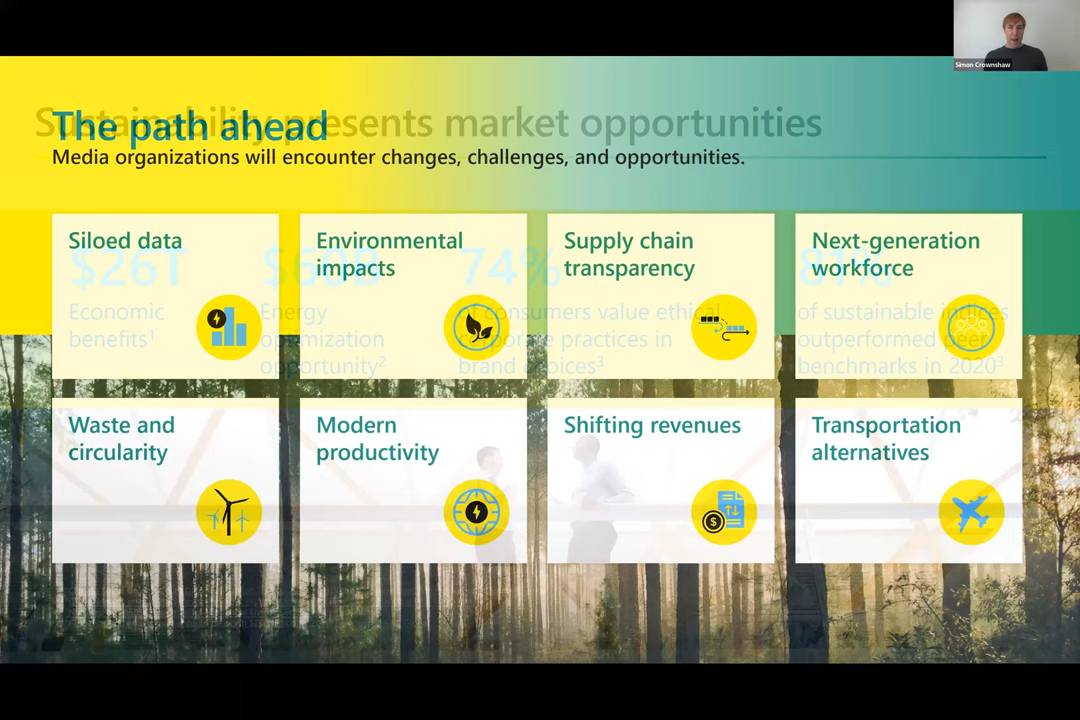 Simon Crownshaw
Sustainability presents market opportunities
The path ahead
Media organizations will encounter changes, challenges, and opportunities.
Siloed data
Environmental
impacts
Supply chain
transparency
Next-generation
workforce
$26T
$60B
74%
81%
Economic
benefits¹
Energy
optimization
opportunity²
of consumers value ethical
corporate practices in
brand choices³
of sustainable indices
outperformed peer
benchmarks in 2020³
Waste and
circularity
Modern
productivity
Shifting revenues
Transportation
alternatives